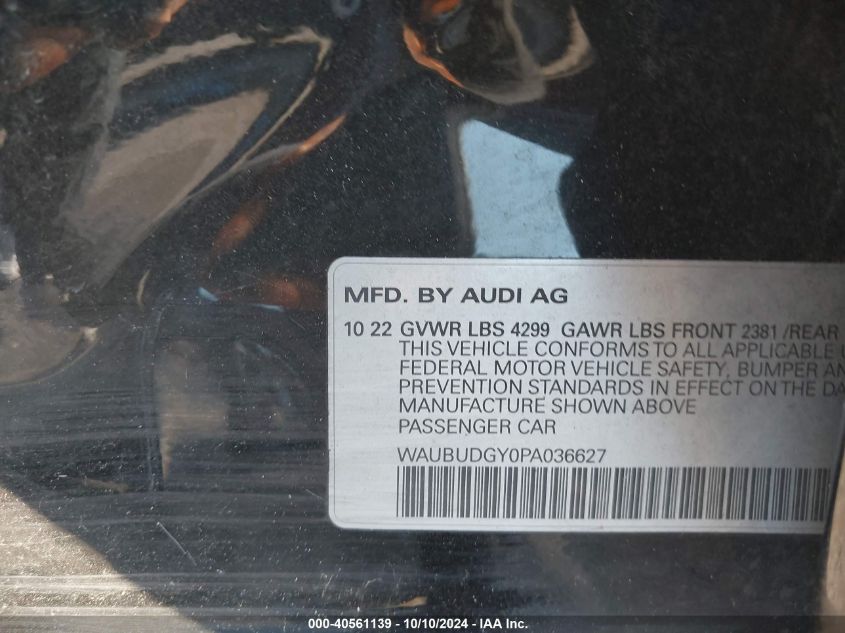 MFD. BY AUDI AG
10 22 GVWR LBS 4299 GAWR LBS FRONT 2381 /REAR
THIS VEHICLE CONFORMS TO ALL APPLICABLE
FEDERAL MOTOR VEHICLE SAFETY, BUMPER AN
PREVENTION STANDARDS IN EFFECT ON THE DA
MANUFACTURE SHOWN ABOVE
PASSENGER CAR
WAUBUDGY0PA036627
000-40561139 - 10/10/2024 - IAA Inc.